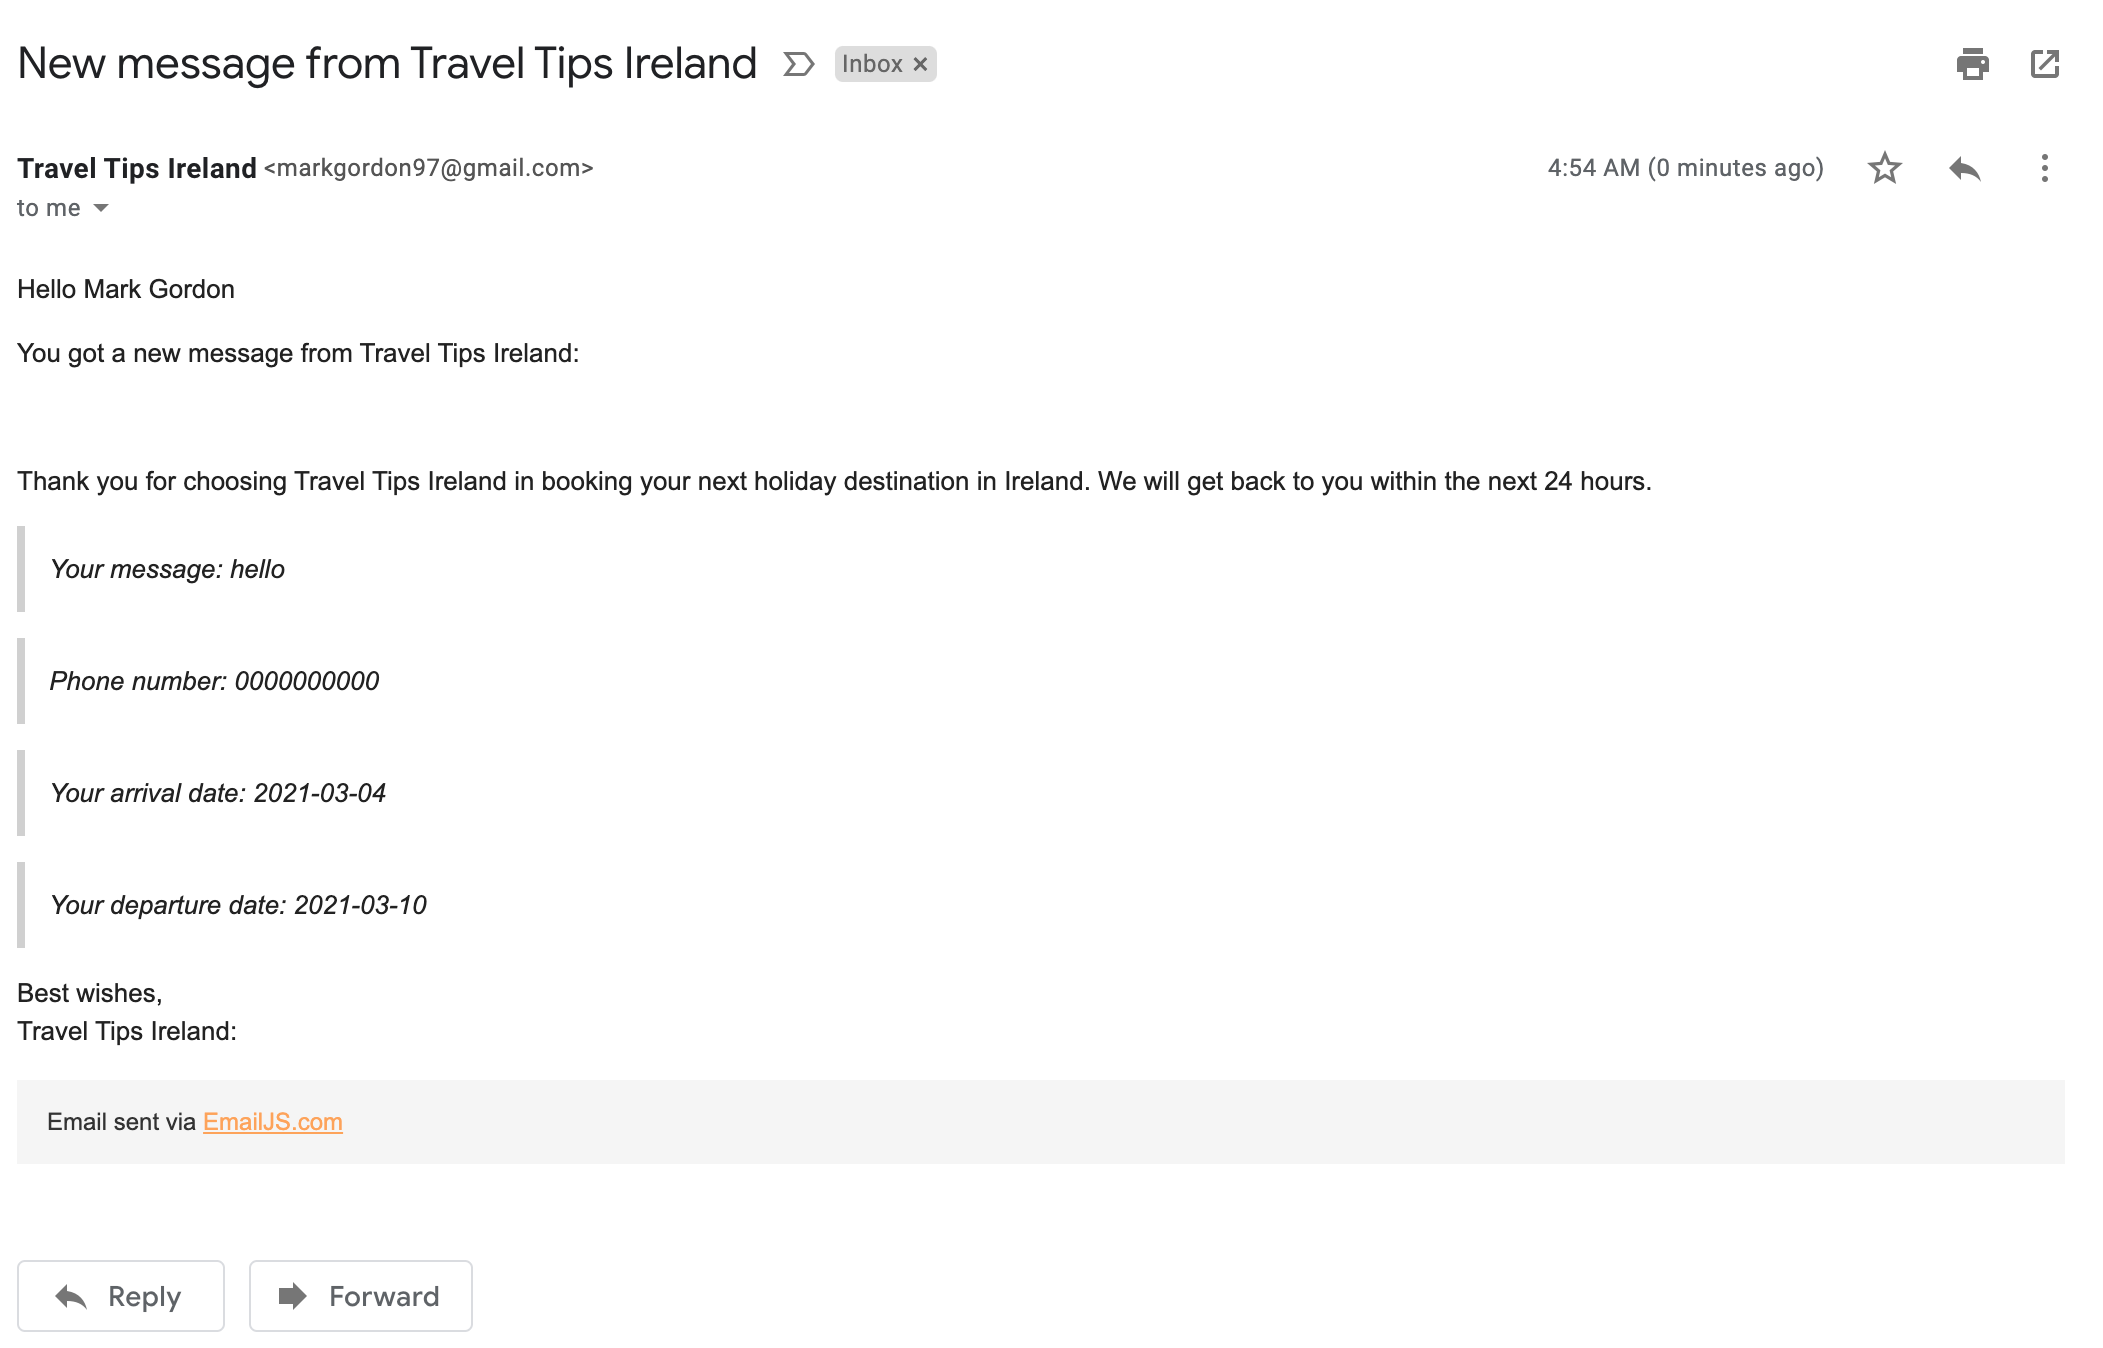 New message from Travel Tips Ireland Inbox ×
Travel Tips Ireland <markgordon97@gmail.com> 4:54 AM (0 minutes ago)
to me
Hello Mark Gordon
You got a new message from Travel Tips Ireland:
Thank you for choosing Travel Tips Ireland in booking your next holiday destination in Ireland. We will get back to you within the next 24 hours.
Your message: hello
Phone number: 0000000000
Your arrival date: 2021-03-04
Your departure date: 2021-03-10
Best wishes,
Travel Tips Ireland:
Email sent via EmailJS.com
Reply Forward